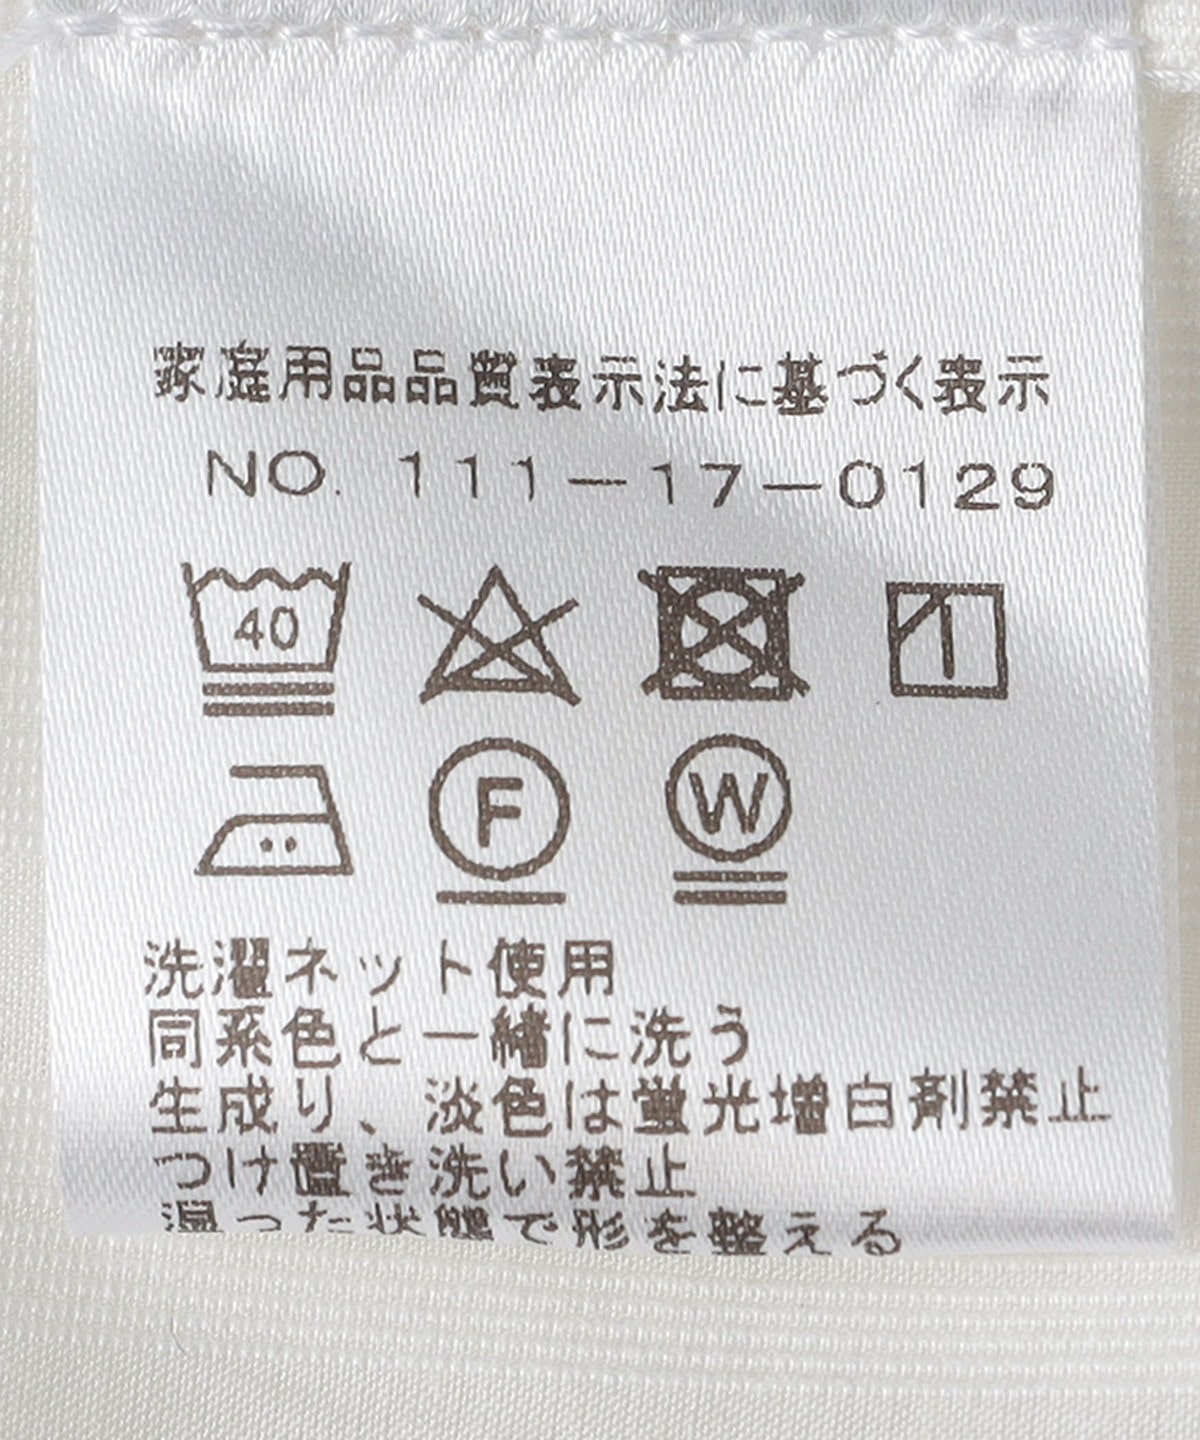 家庭用品品質表示法に基づく表示
NO. 111-17-0129
40
F
W
洗濯ネット使用
同系色と一緒に洗う
生成り、淡色は蛍光増白剤禁止
つけ置き洗い禁止
湿った状態で形を整える